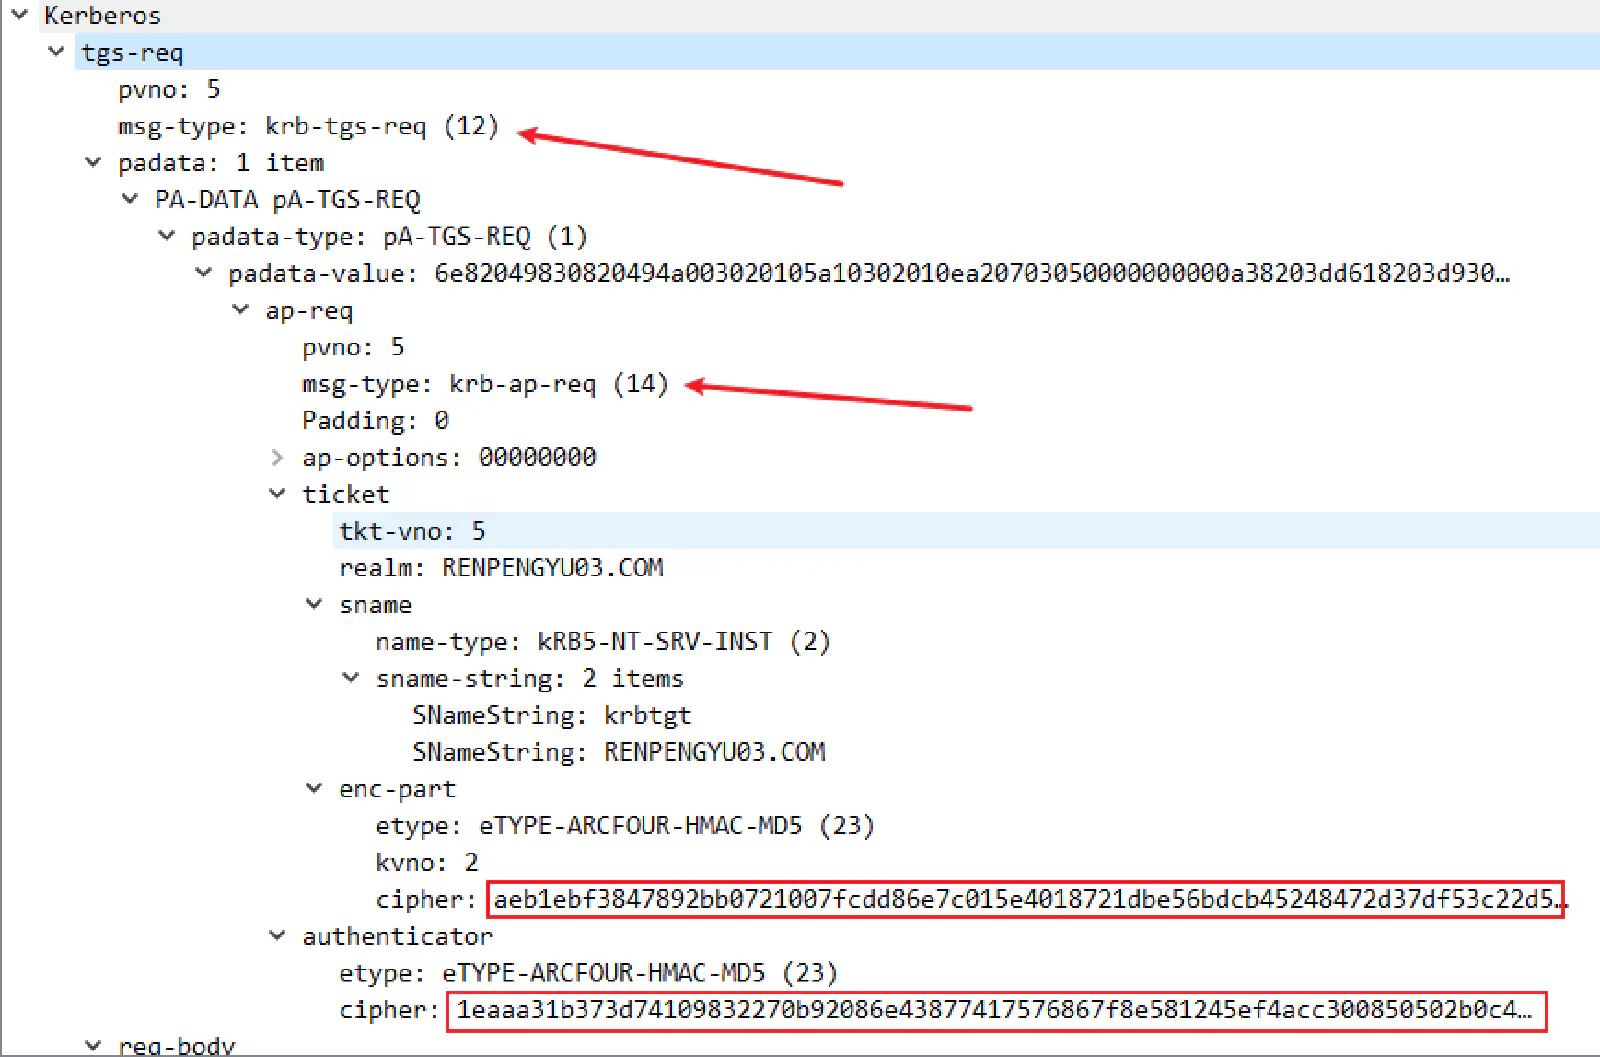 Kerberos
tgs-req
pvno: 5
msg-type: krb-tgs-req (12)
padata: 1 item
PA-DATA pA-TGS-REQ
padata-type: pA-TGS-REQ (1)
padata-value: 6e82049830820494a003020105a10302010ea20703050000000000a38203dd618203d930…
ap-req
pvno: 5
msg-type: krb-ap-req (14)
Padding: 0
ap-options: 00000000
ticket
tkt-vno: 5
realm: RENPENGYU03.COM
sname
name-type: kRB5-NT-SRV-INST (2)
sname-string: 2 items
SNameString: krbtgt
SNameString: RENPENGYU03.COM
enc-part
etype: eTYPE-ARCFOUR-HMAC-MD5 (23)
kvno: 2
cipher: aeb1ebf3847892bb0721007fcdd86e7c015e4018721dbe56bdcb45248472d37df53c22d5…
authenticator
etype: eTYPE-ARCFOUR-HMAC-MD5 (23)
cipher: 1eaaa31b373d74109832270b92086e43877417576867f8e581245ef4acc300850502b0c4…
req-body